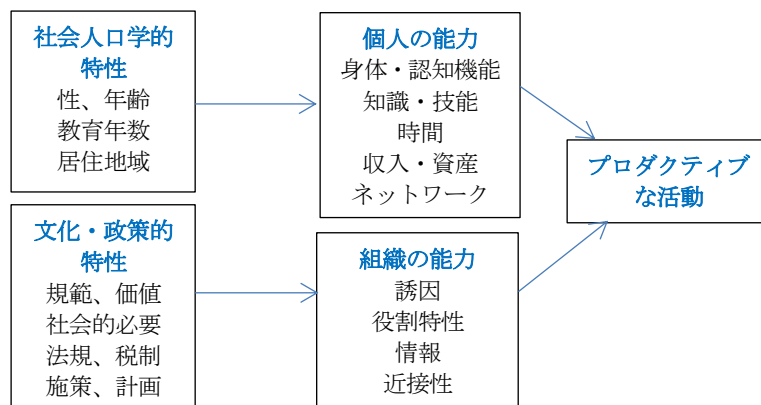 社会人口学的
特性
性、年齢
教育年数
居住地域
個人の能力
身体・認知機能
知識・技能
時間
収入・資産
ネットワーク
文化・政策的
特性
規範、価値
社会的必要
法規、税制
施策、計画
組織の能力
誘因
役割特性
情報
近接性
プロダクティブ
な活動